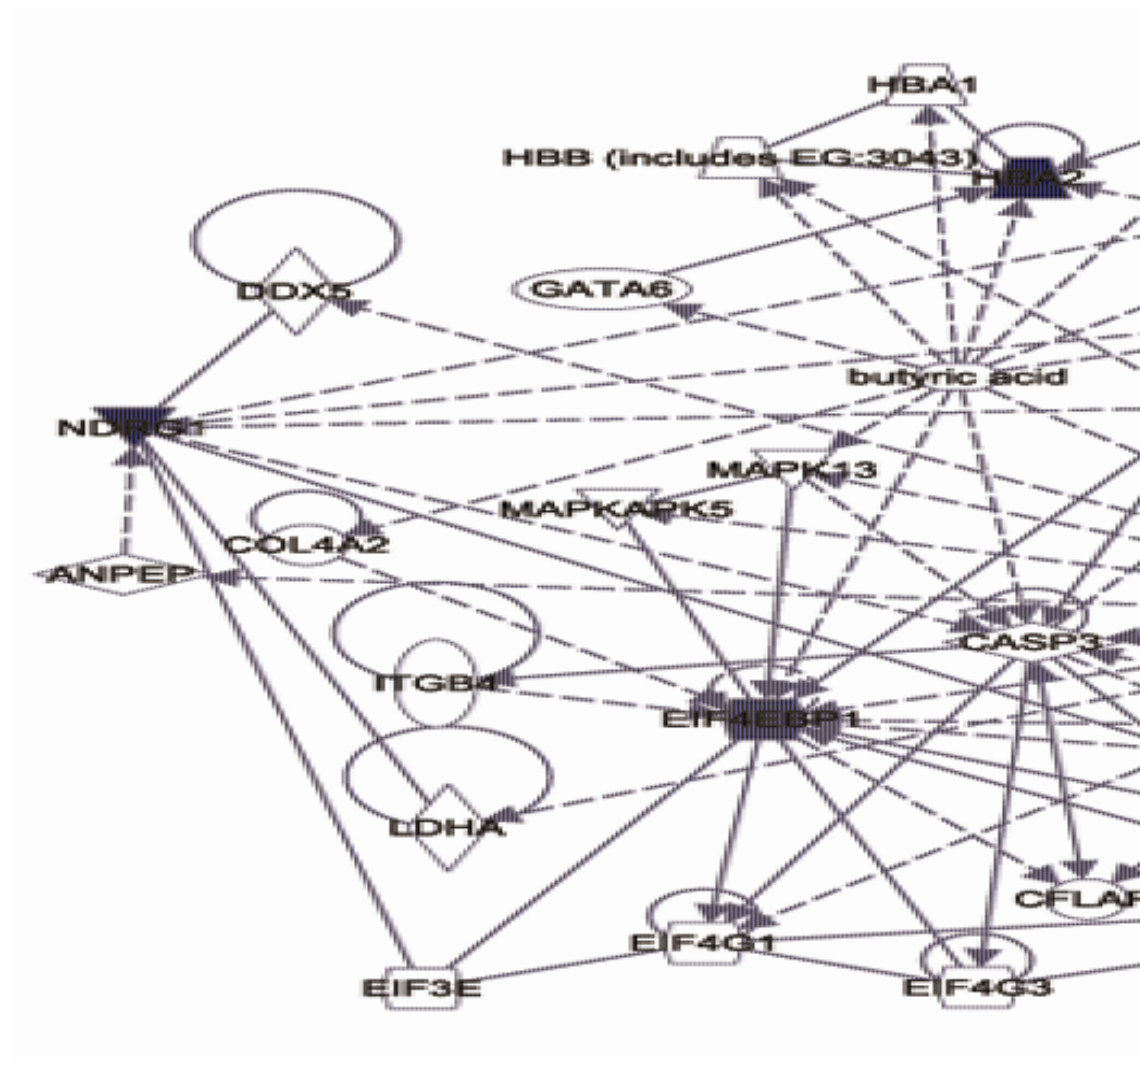 HBA1
HBB (includes EG:3043)
HBA2
DDX5
GATA6
butyric acid
NDRG1
MAPK13
MAPKAPK5
COL4A2
ANPEP
CASP3
ITGB4
EIF4EBP1
LDHA
CFLAR
EIF4G1
EIF3E
EIF4G3